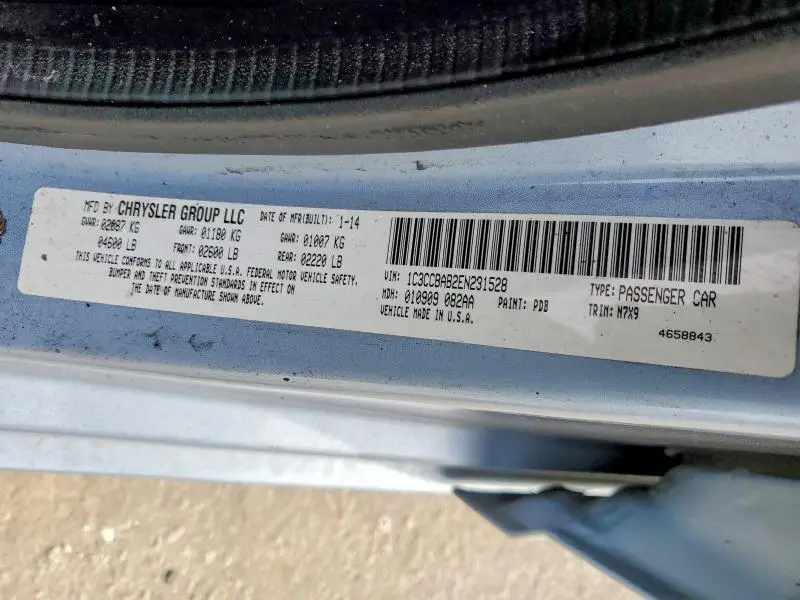 MFD BY CHRYSLER GROUP LLC DATE OF MFR(BUILT): 1-14
GVWR: 02087 KG GAWR: 01180 KG GAWR: 01007 KG
04600 LB FRONT: 02600 LB REAR: 02220 LB
THIS VEHICLE CONFORMS TO ALL APPLICABLE U.S.A. FEDERAL MOTOR VEHICLE SAFETY,
BUMPER AND THEFT PREVENTION STANDARDS IN EFFECT ON
THE DATE OF MANUFACTURE SHOWN ABOVE.
VIN: 1C3CCBAB2EN231528 TYPE: PASSENGER CAR
MDH: 010909 082AA PAINT: PDB TRIM: N7X9
VEHICLE MADE IN U.S.A. 4658843